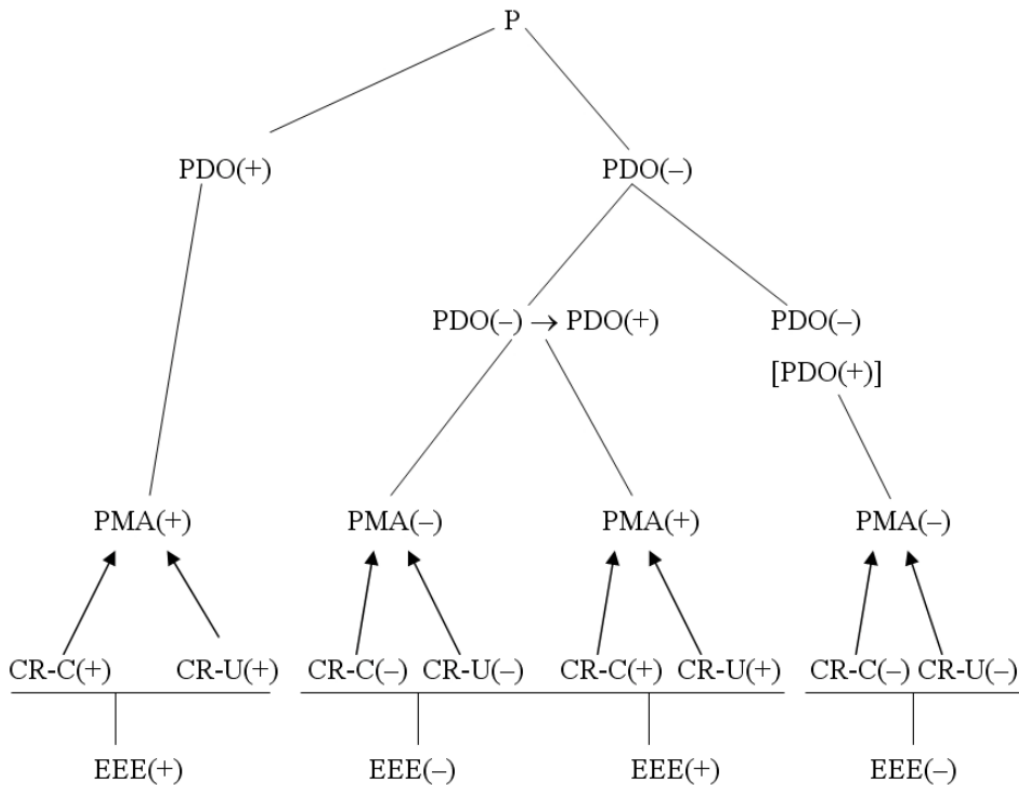 P
PDO(+) PDO(–)
PDO(–) → PDO(+) PDO(–)
[PDO(+)]
PMA(+) PMA(–) PMA(+) PMA(–)
CR-C(+) CR-U(+) CR-C(–) CR-U(–) CR-C(+) CR-U(+) CR-C(–) CR-U(–)
EEE(+) EEE(–) EEE(+) EEE(–)